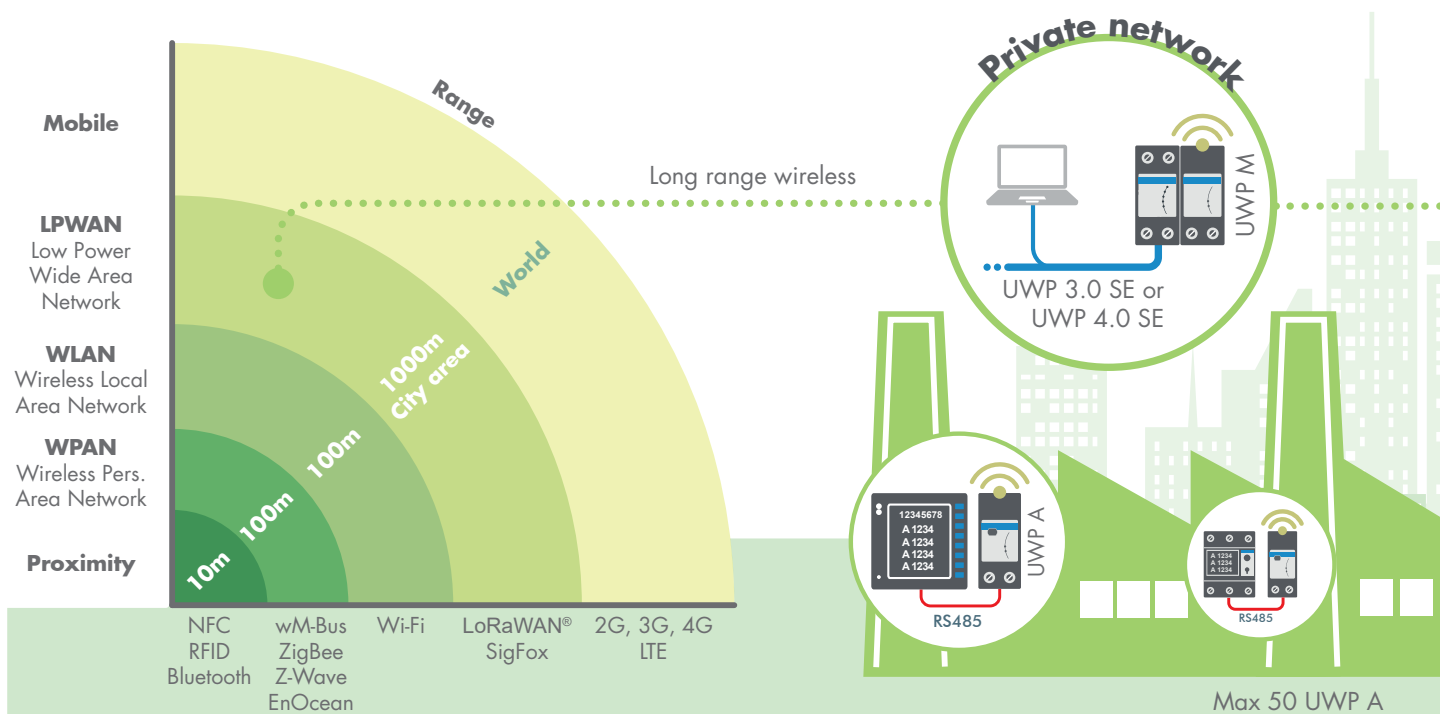 Mobile
LPWAN
Low Power
Wide Area
Network
WLAN
Wireless Local
Area Network
WPAN
Wireless Pers.
Area Network
Proximity
Range
World
1000m
City area
100m
100m
10m
NFC
RFID
Bluetooth
wM-Bus
ZigBee
Z-Wave
EnOcean
Wi-Fi
LoRaWAN®
SigFox
2G, 3G, 4G
LTE
Long range wireless
Private network
UWP M
UWP 3.0 SE or
UWP 4.0 SE
12345678
A 1234
A 1234
A 1234
A 1234
UWP A
RS485
A 1234
A 1234
A 1234
RS485
Max 50 UWP A